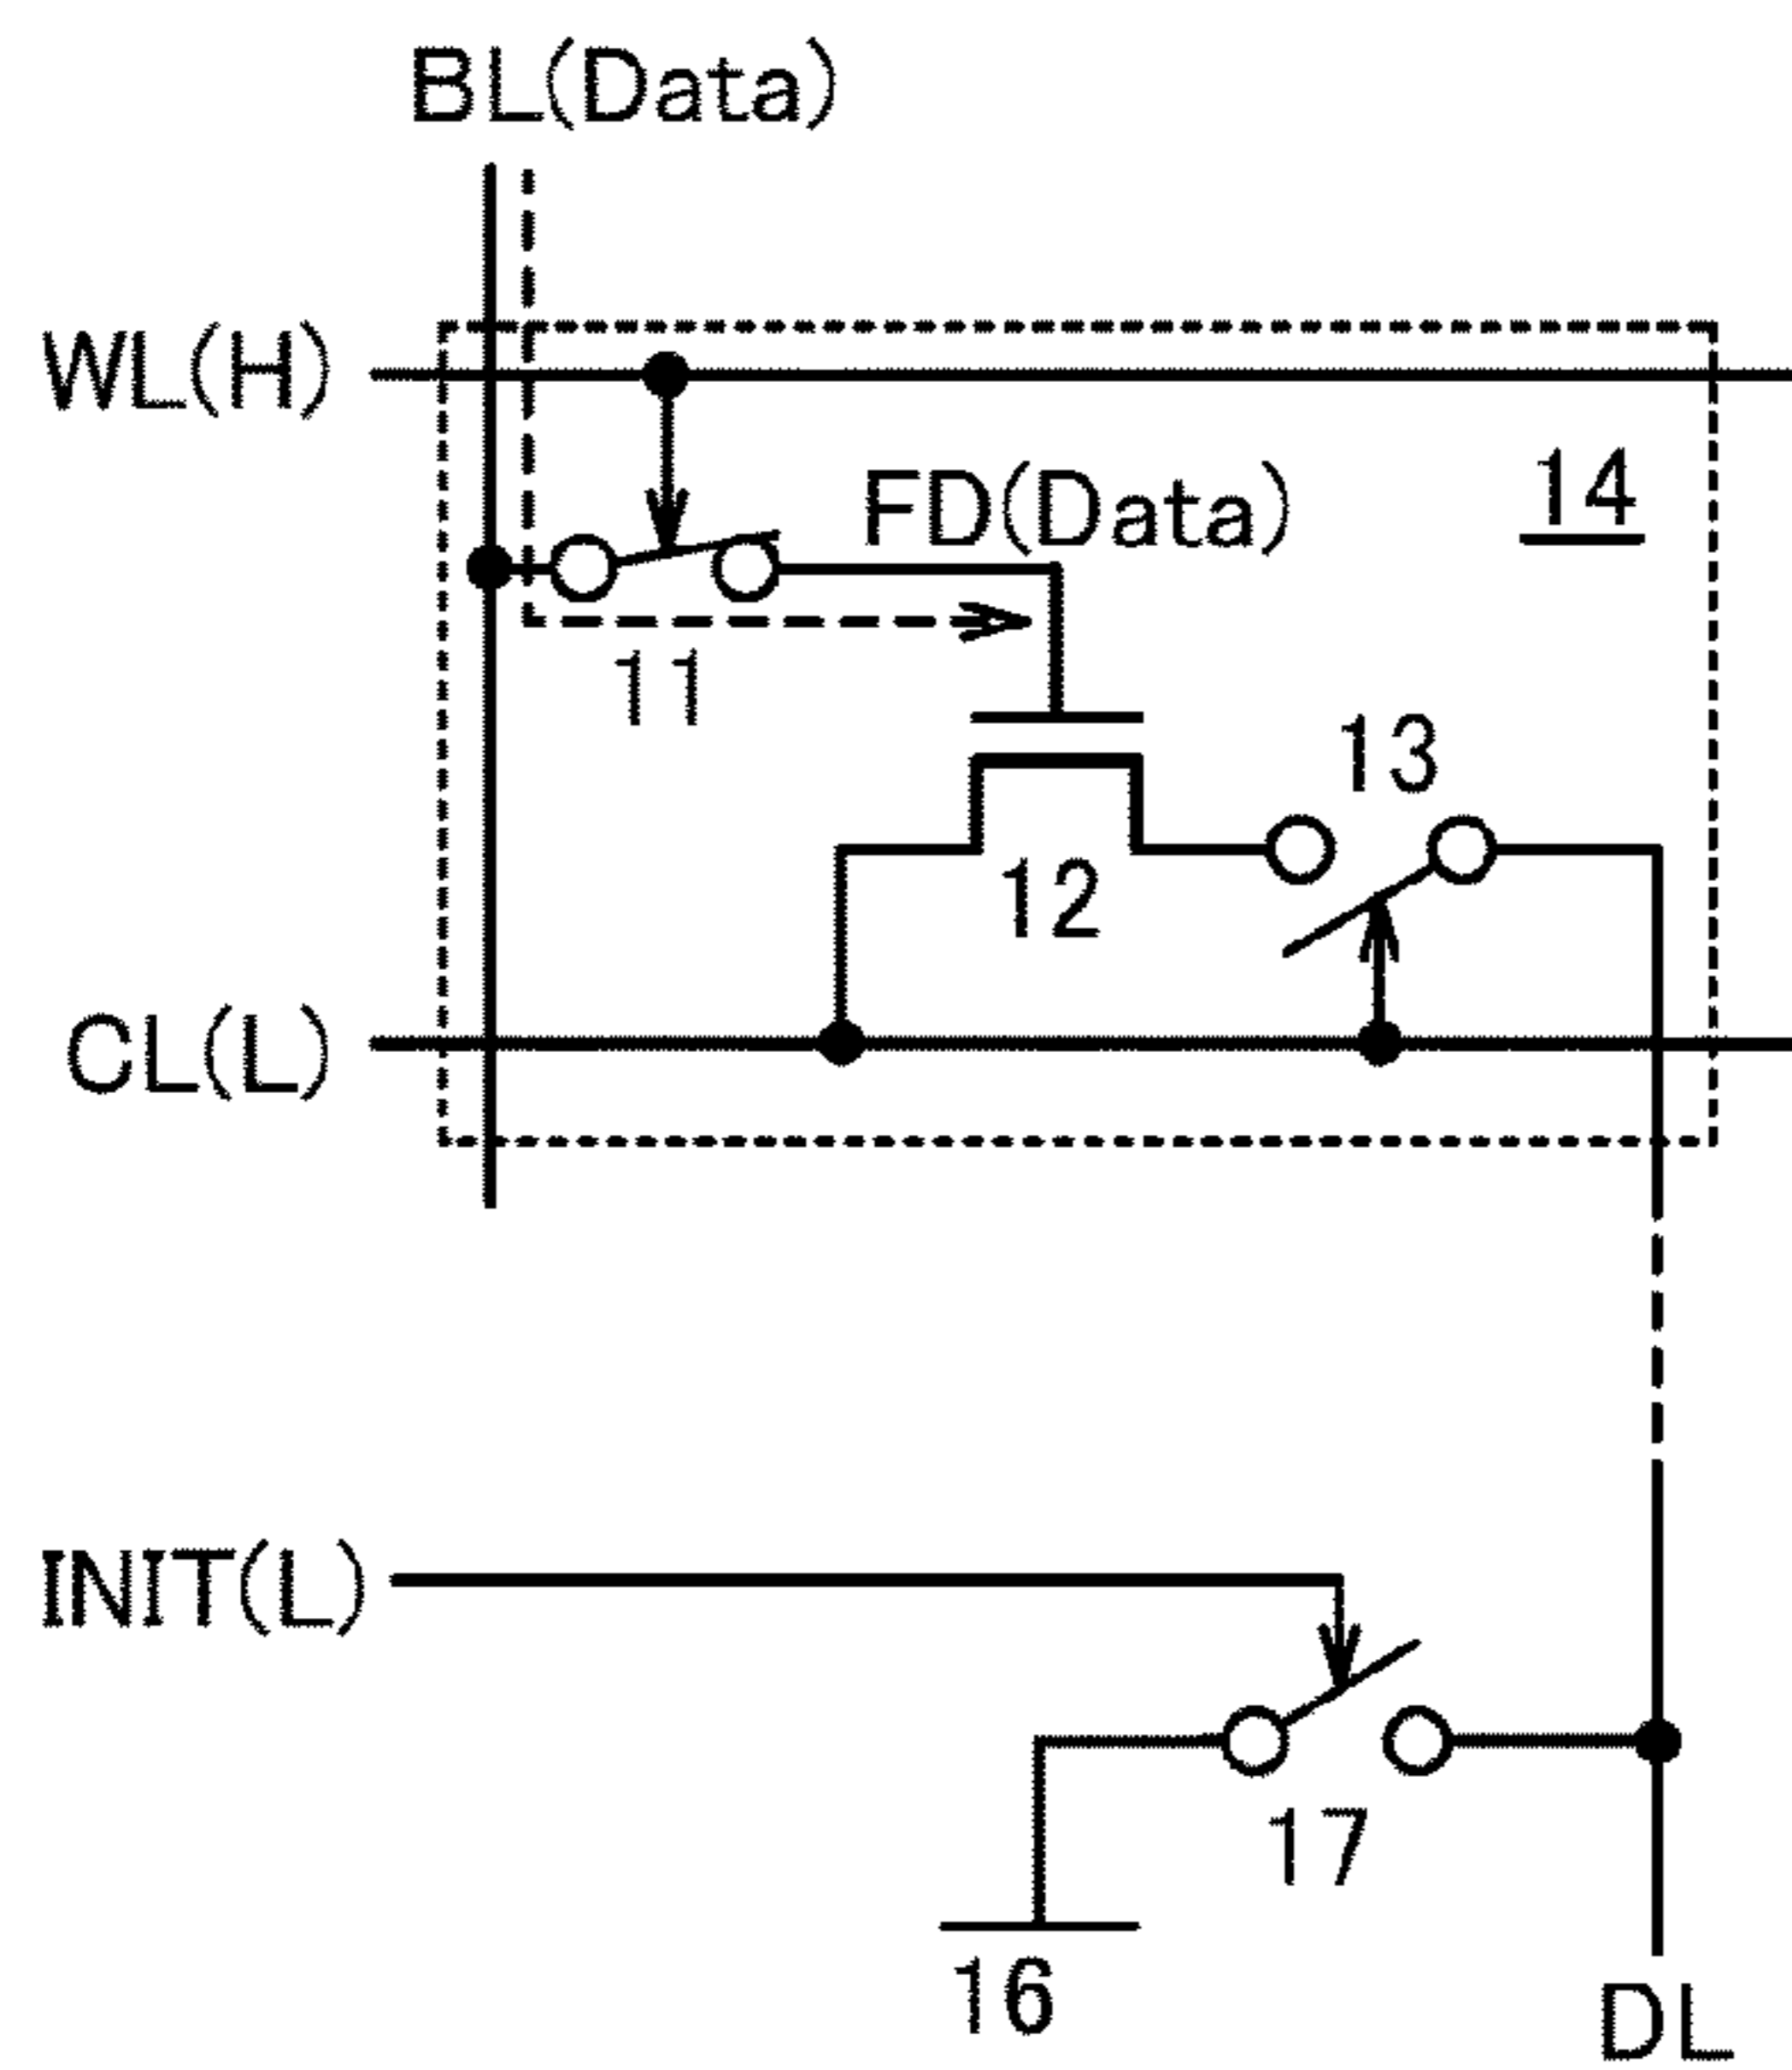 BL(Data)
WL(H)
FD(Data)
14
11
13
12
CL(L)
INIT(L)
17
16
DL